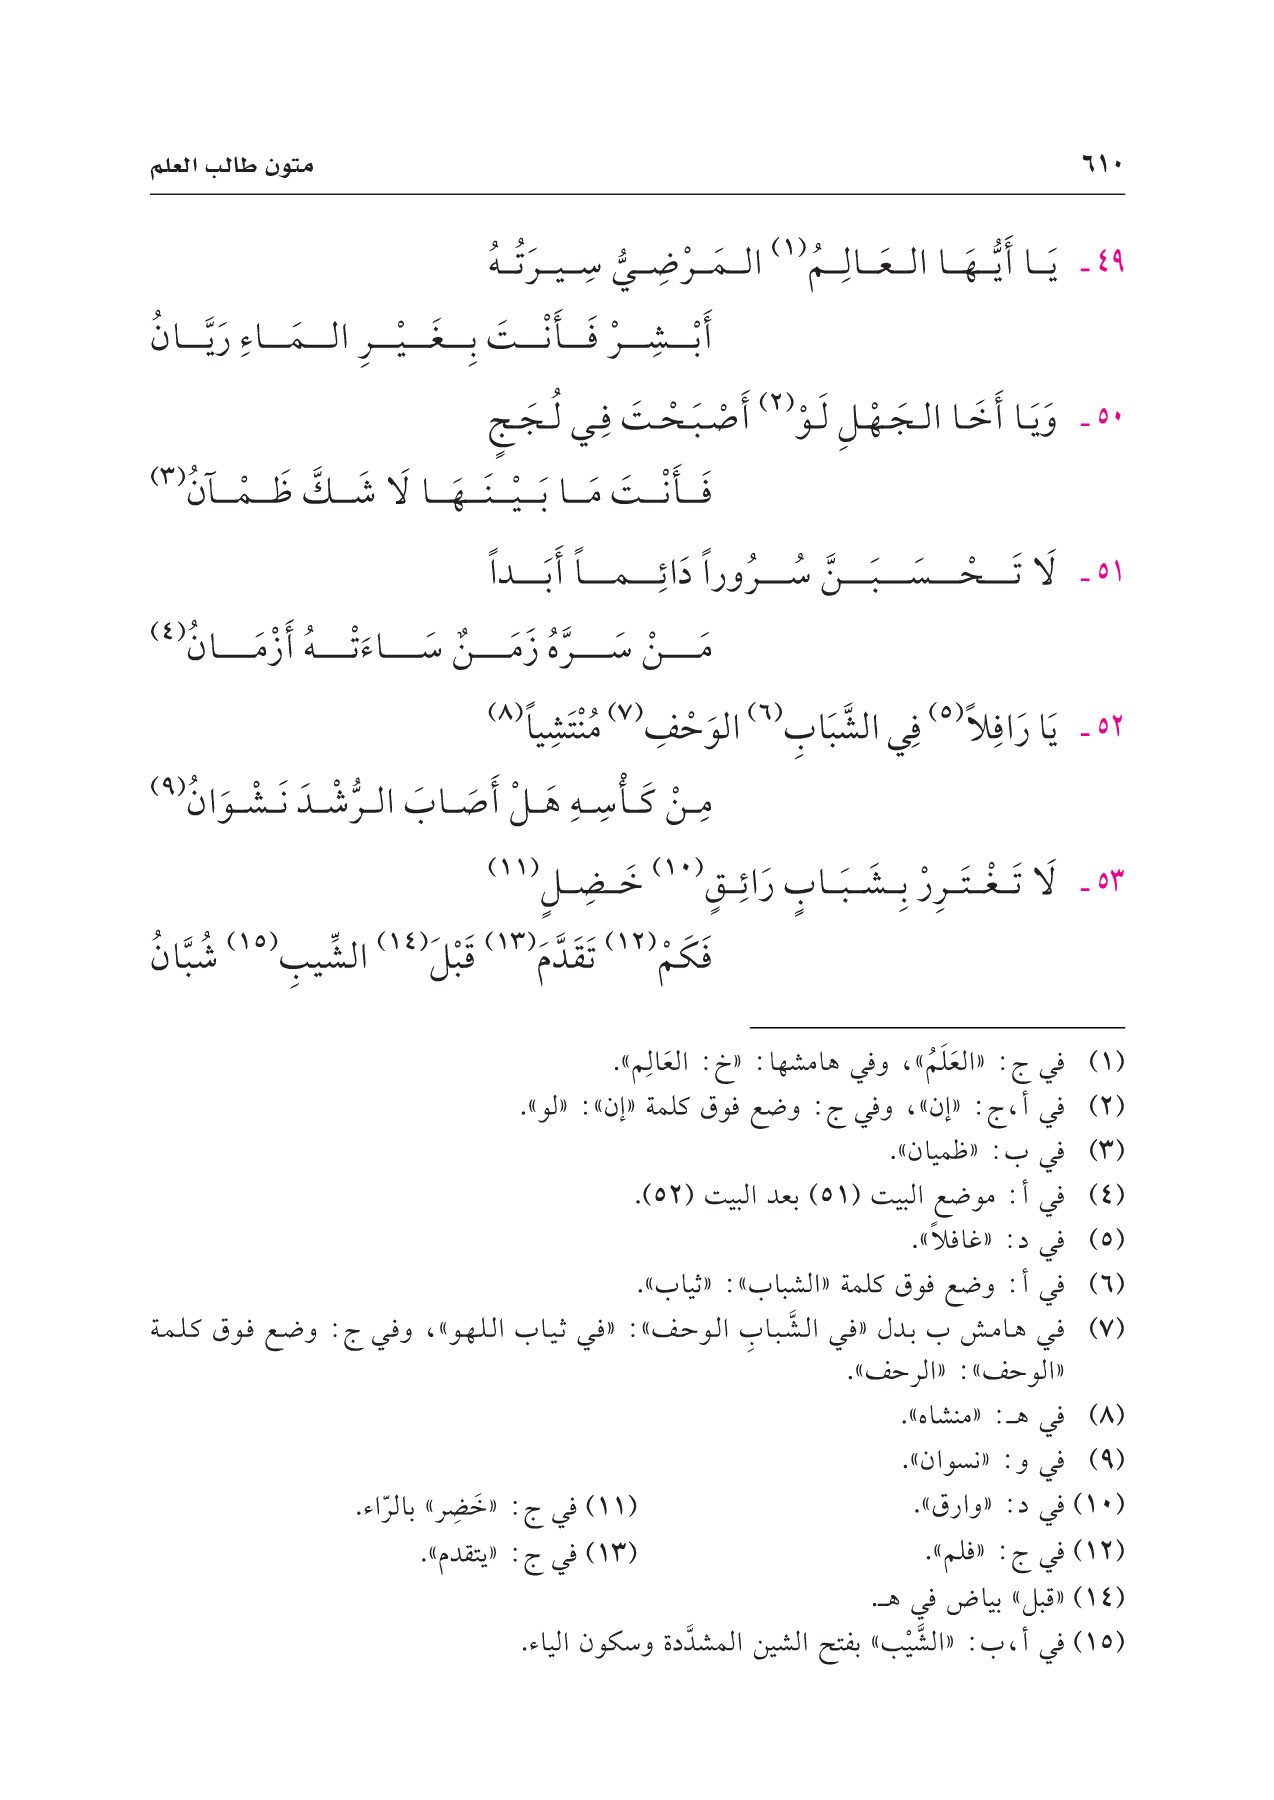 ٦١٠ متون طالب العلم
٤٩ ـ يَا أَيُّهَا العَالِمُ(١) المَرْضِيُّ سِيرَتُهُ
أَبْشِرْ فَأَنْتَ بِغَيْرِ المَاءِ رَيَّانُ
٥٠ ـ وَيَا أَخَا الجَهْلِ لَوْ(٢) أَصْبَحْتَ فِي لُجَجٍ
فَأَنْتَ مَا بَيْنَهَا لَا شَكَّ ظَمْآنُ(٣)
٥١ ـ لَا تَحْسَبَنَّ سُرُوراً دَائِماً أَبَداً
مَنْ سَرَّهُ زَمَنٌ سَاءَتْهُ أَزْمَانُ(٤)
٥٢ ـ يَا رَافِلاً(٥) فِي الشَّبَابِ(٦) الوَحْفِ(٧) مُنْتَشِياً(٨)
مِنْ كَأْسِهِ هَلْ أَصَابَ الرُّشْدَ نَشْوَانُ(٩)
٥٣ ـ لَا تَغْتَرِرْ بِشَبَابٍ رَائِقٍ(١٠) خَضِلٍ(١١)
فَكَمْ(١٢) تَقَدَّمَ(١٣) قَبْلَ(١٤) الشِّيبِ(١٥) شُبَّانُ
(١) في ج: «العَلَمُ»، وفي هامشها: «خ: العَالِم».
(٢) في أ،ج: «إن»، وفي ج: وضع فوق كلمة «إن»: «لو».
(٣) في ب: «ظميان».
(٤) في أ: موضع البيت (٥١) بعد البيت (٥٢).
(٥) في د: «غافلاً».
(٦) في أ: وضع فوق كلمة «الشباب»: «ثياب».
(٧) في هامش ب بدل «في الشَّبابِ الوحف»: «في ثياب اللهو»، وفي ج: وضع فوق كلمة
«الوحف»: «الرحف».
(٨) في هـ: «منشاه».
(٩) في و: «نسوان».
(١٠) في د: «وارق». (١١) في ج: «خَضِر» بالرّاء.
(١٢) في ج: «فلم». (١٣) في ج: «يتقدم».
(١٤) «قبل» بياض في هـ.
(١٥) في أ،ب: «الشَّيْب» بفتح الشين المشدَّدة وسكون الياء.